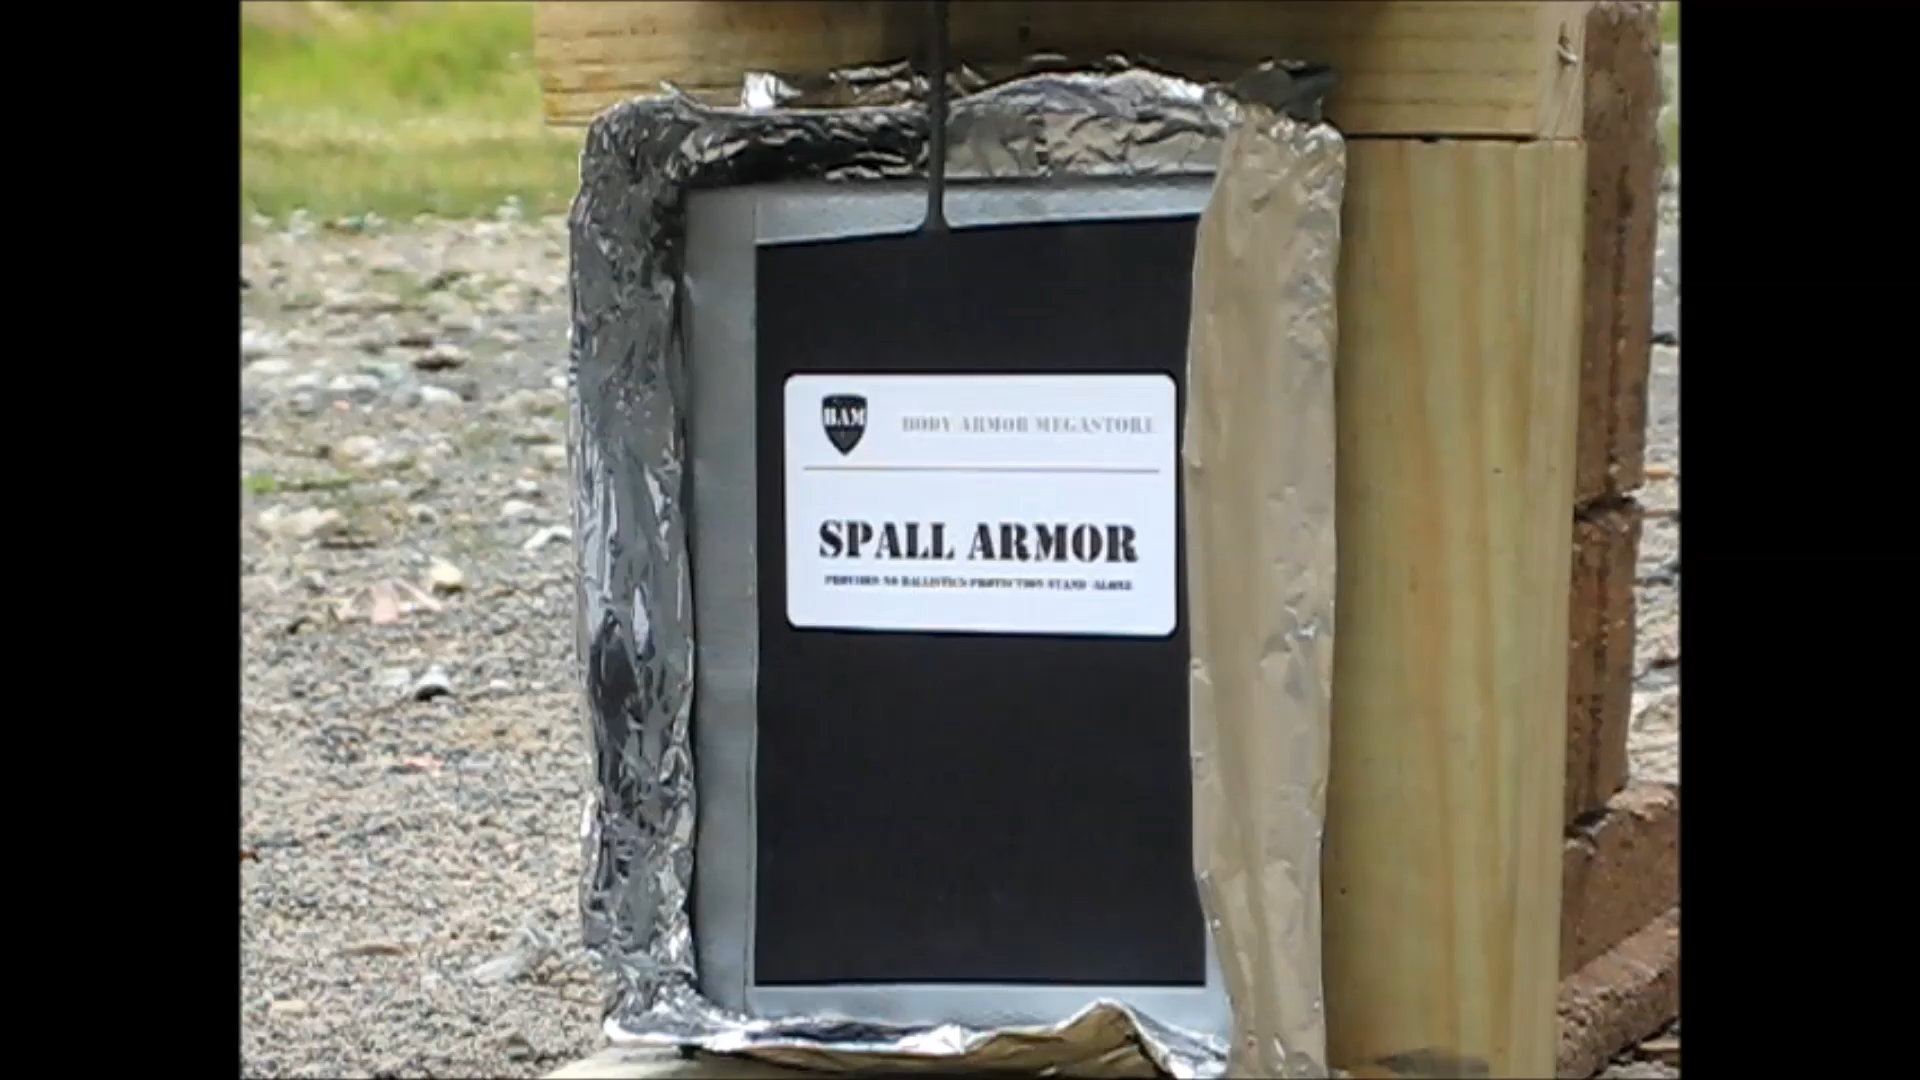 BAM
BODY ARMOR MEGASTORE
SPALL ARMOR
PROVIDES NO BALLISTICS PROTECTION STAND-ALONE